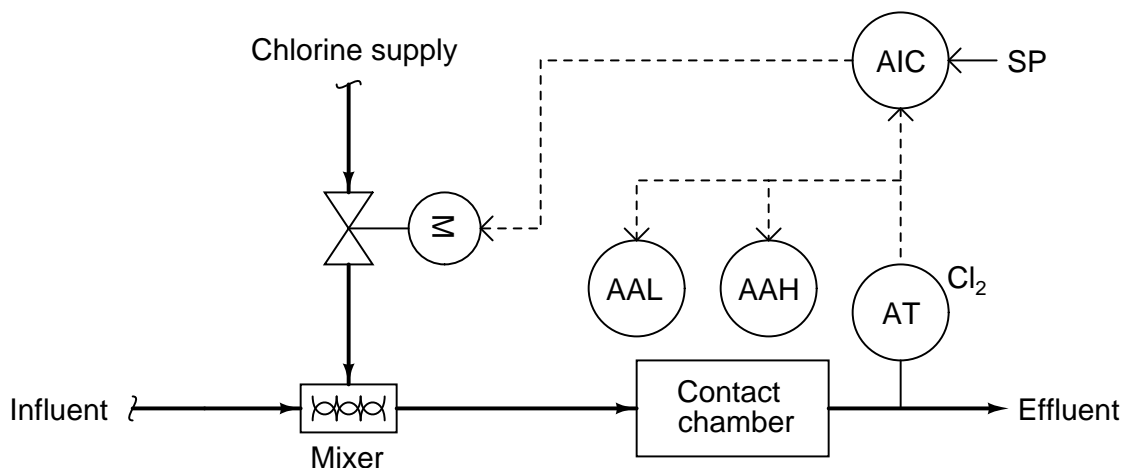 Chlorine supply
AIC
SP
M
AAL
AAH
AT
Cl₂
Influent
Mixer
Contact
chamber
Effluent